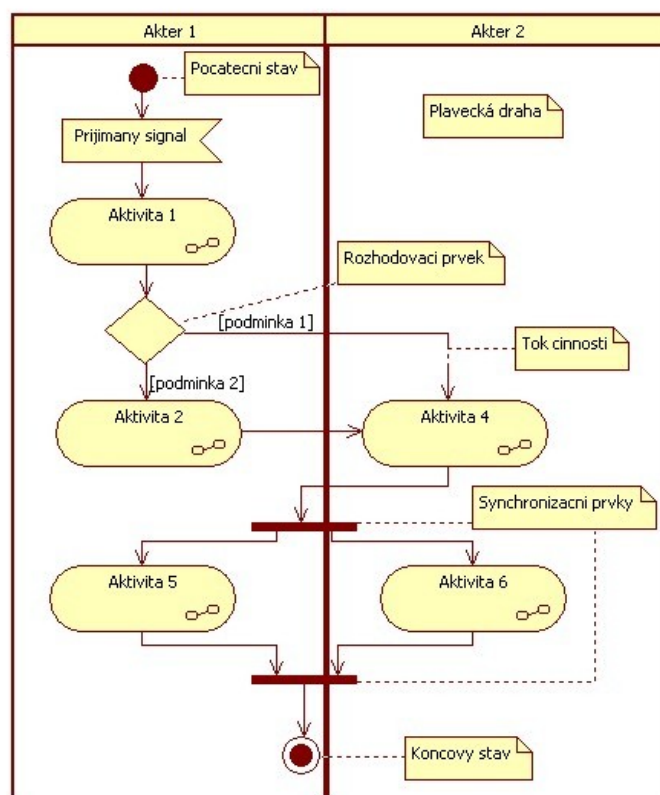 Akter 1
Akter 2
Pocatecni stav
Plavecká draha
Prijimany signal
Aktivita 1
Rozhodovaci prvek
[podminka 1]
Tok cinnosti
[podminka 2]
Aktivita 2
Aktivita 4
Synchronizacni prvky
Aktivita 5
Aktivita 6
Koncovy stav